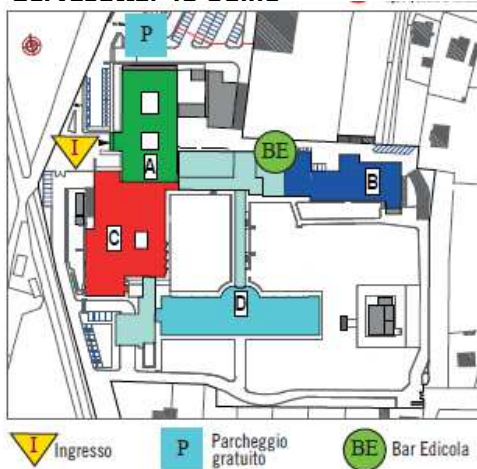 P
BE
I
A
B
C
D
I Ingresso
P Parcheggio
gratuito
BE Bar Edicola